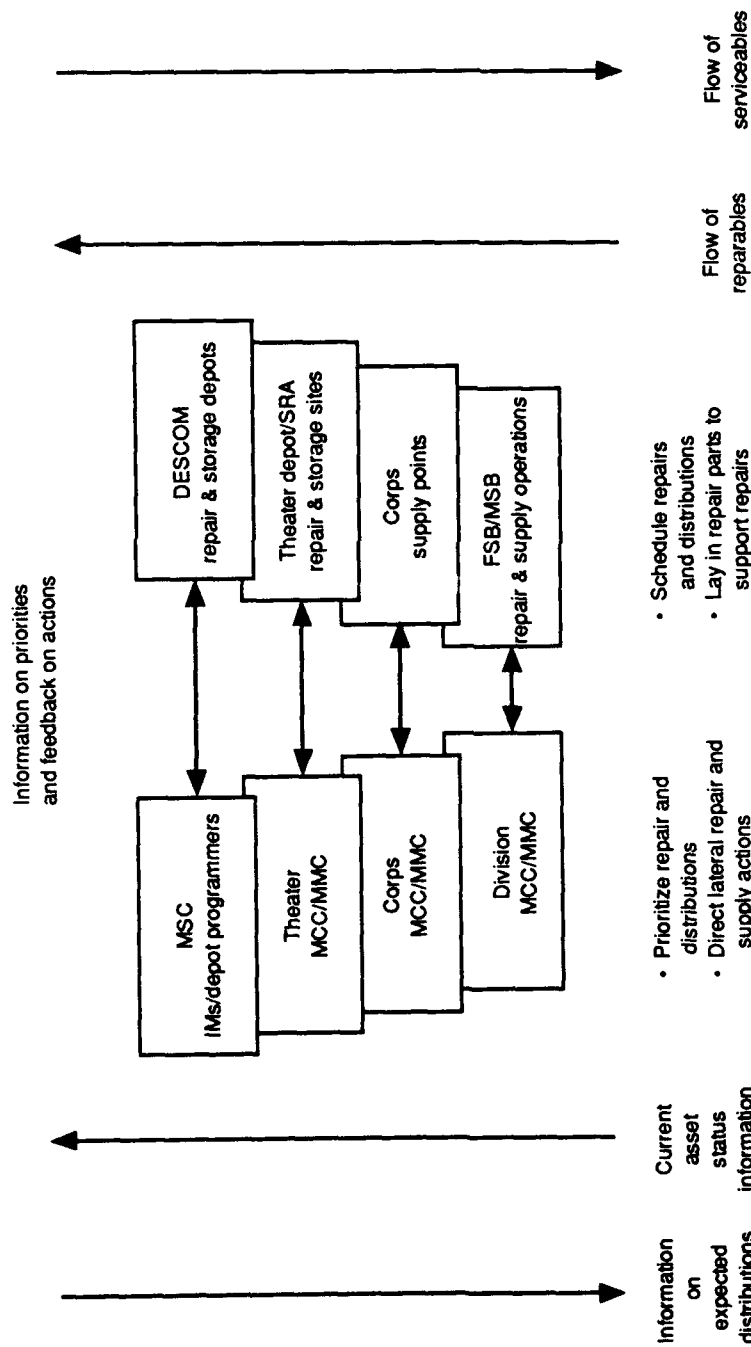 Information on priorities
and feedback on actions
MSC
IMs/depot programmers
Theater
MCC/MMC
Corps
MCC/MMC
Division
MCC/MMC
DESCOM
repair & storage depots
Theater depot/SRA
repair & storage sites
Corps
supply points
FSB/MSB
repair & supply operations
Information
on
expected
distributions
Current
asset
status
information
• Prioritize repair and
distributions
• Direct lateral repair and
supply actions
• Schedule repairs
and distributions
• Lay in repair parts to
support repairs
Flow of
reparables
Flow of
serviceables